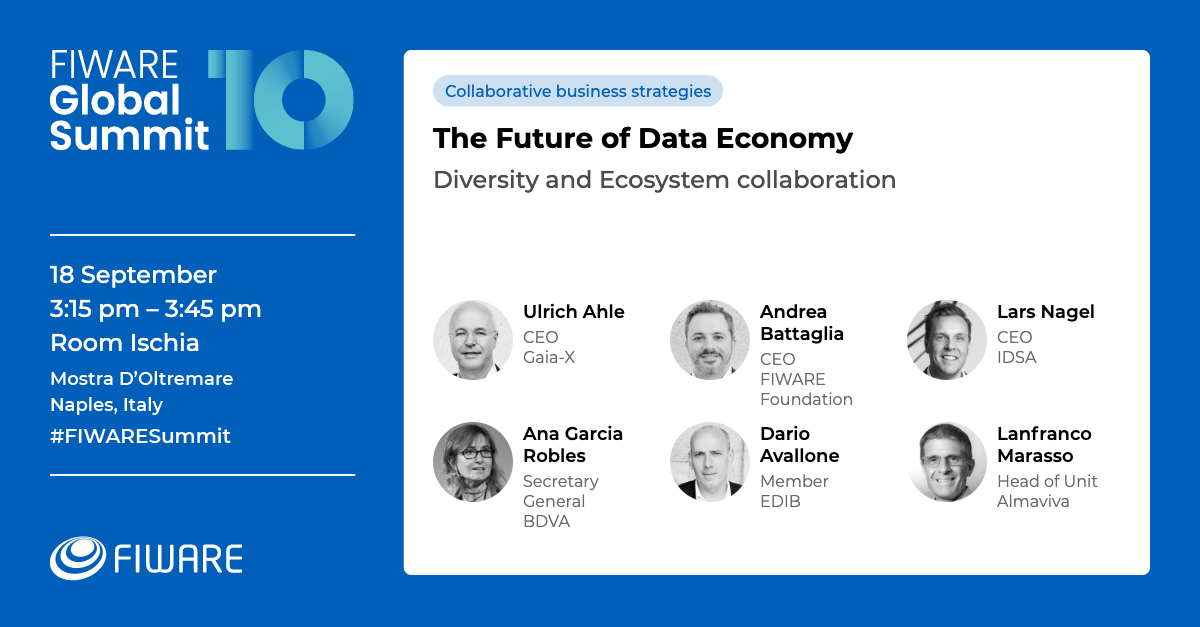 FIWARE
Global
Summit
10
18 September
3:15 pm – 3:45 pm
Room Ischia
Mostra D’Oltremare
Naples, Italy
#FIWARESummit
FIWARE
Collaborative business strategies
The Future of Data Economy
Diversity and Ecosystem collaboration
Ulrich Ahle
CEO
Gaia-X
Andrea
Battaglia
CEO
FIWARE
Foundation
Lars Nagel
CEO
IDSA
Ana Garcia
Robles
Secretary
General
BDVA
Dario
Avallone
Member
EDIB
Lanfranco
Marasso
Head of Unit
Almaviva